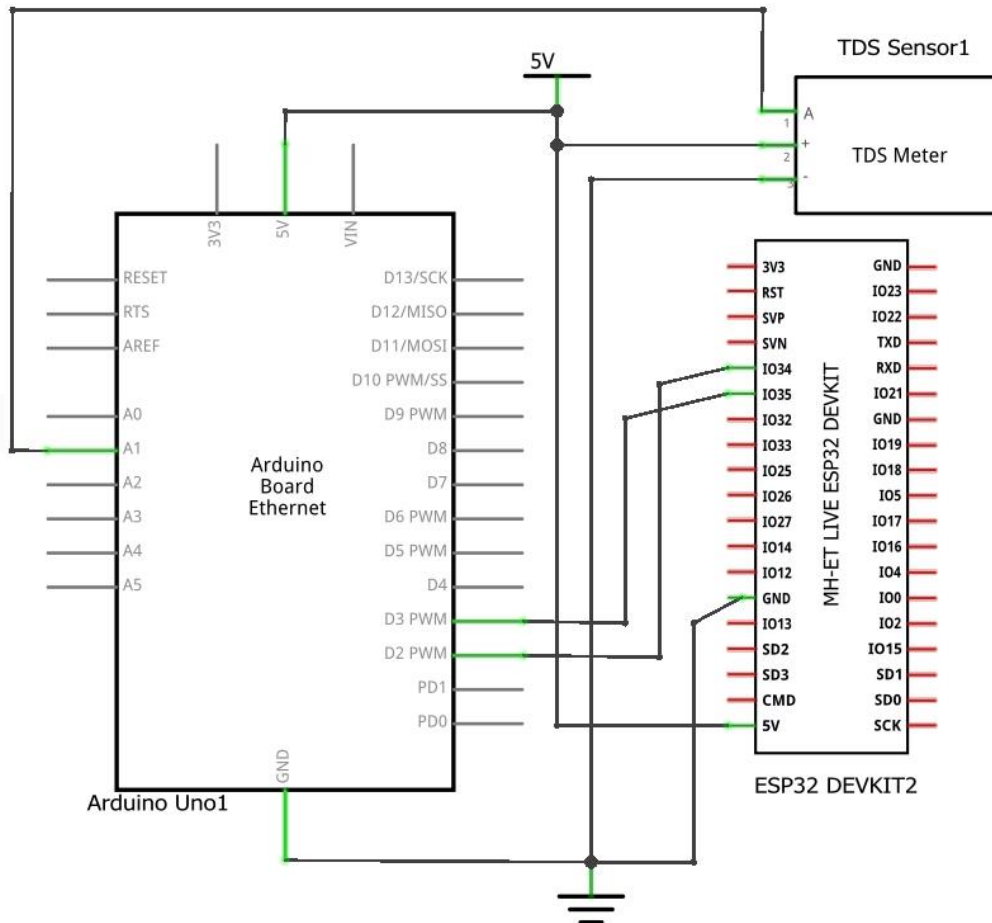 TDS Sensor1
5V
A
1
+
2
-
3
TDS Meter
3V3
5V
VIN
RESET
RTS
AREF
A0
A1
A2
A3
A4
A5
Arduino
Board
Ethernet
D13/SCK
D12/MISO
D11/MOSI
D10 PWM/SS
D9 PWM
D8
D7
D6 PWM
D5 PWM
D4
D3 PWM
D2 PWM
PD1
PD0
GND
Arduino Uno1
3V3
RST
SVP
SVN
IO34
IO35
IO32
IO33
IO25
IO26
IO27
IO14
IO12
GND
IO13
SD2
SD3
CMD
5V
MH-ET LIVE ESP32 DEVKIT
GND
IO23
IO22
TXD
RXD
IO21
GND
IO19
IO18
IO5
IO17
IO16
IO4
IO0
IO2
IO15
SD1
SD0
SCK
ESP32 DEVKIT2